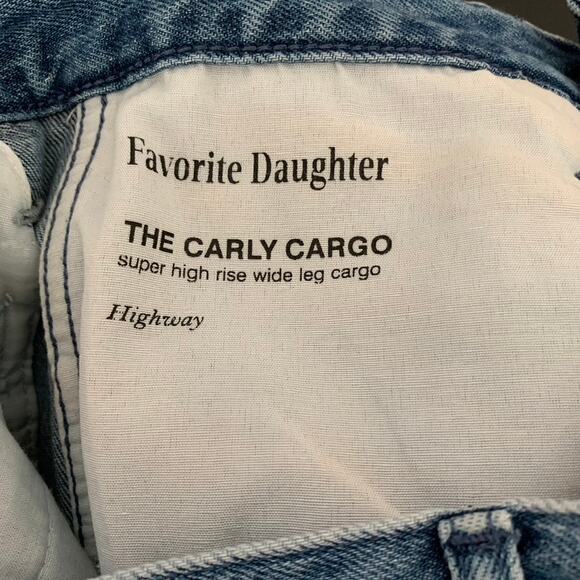 Favorite Daughter
THE CARLY CARGO
super high rise wide leg cargo
Highway